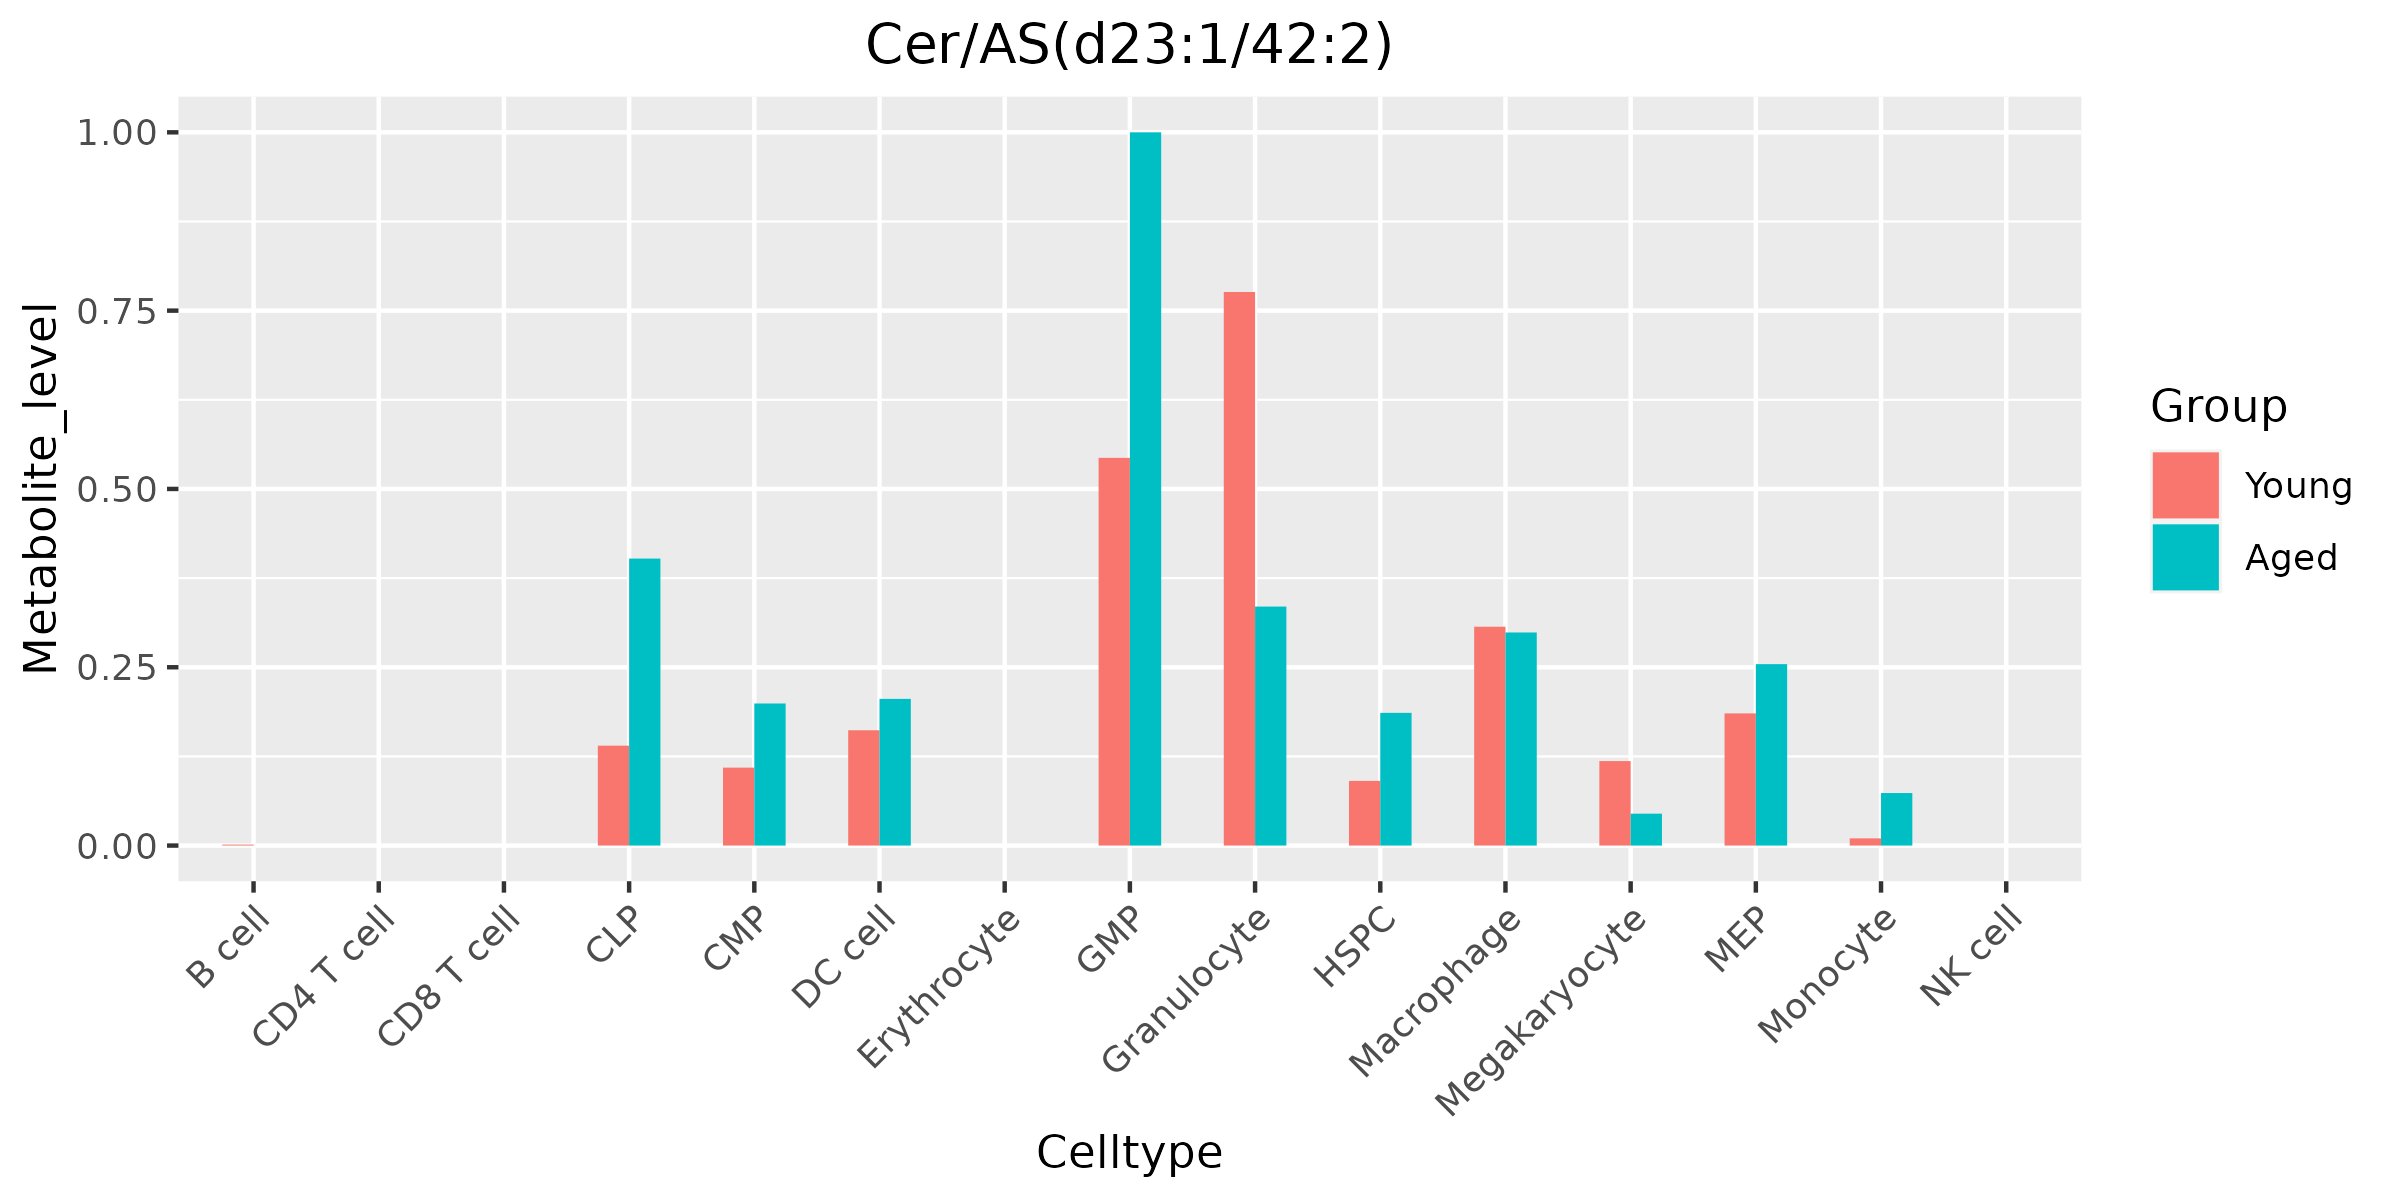 Cer/AS(d23:1/42:2)
Metabolite_level
1.00
0.75
0.50
0.25
0.00
B cell
CD4 T cell
CD8 T cell
CLP
CMP
DC cell
Erythrocyte
GMP
Granulocyte
HSPC
Macrophage
Megakaryocyte
MEP
Monocyte
NK cell
Celltype
Group
Young
Aged